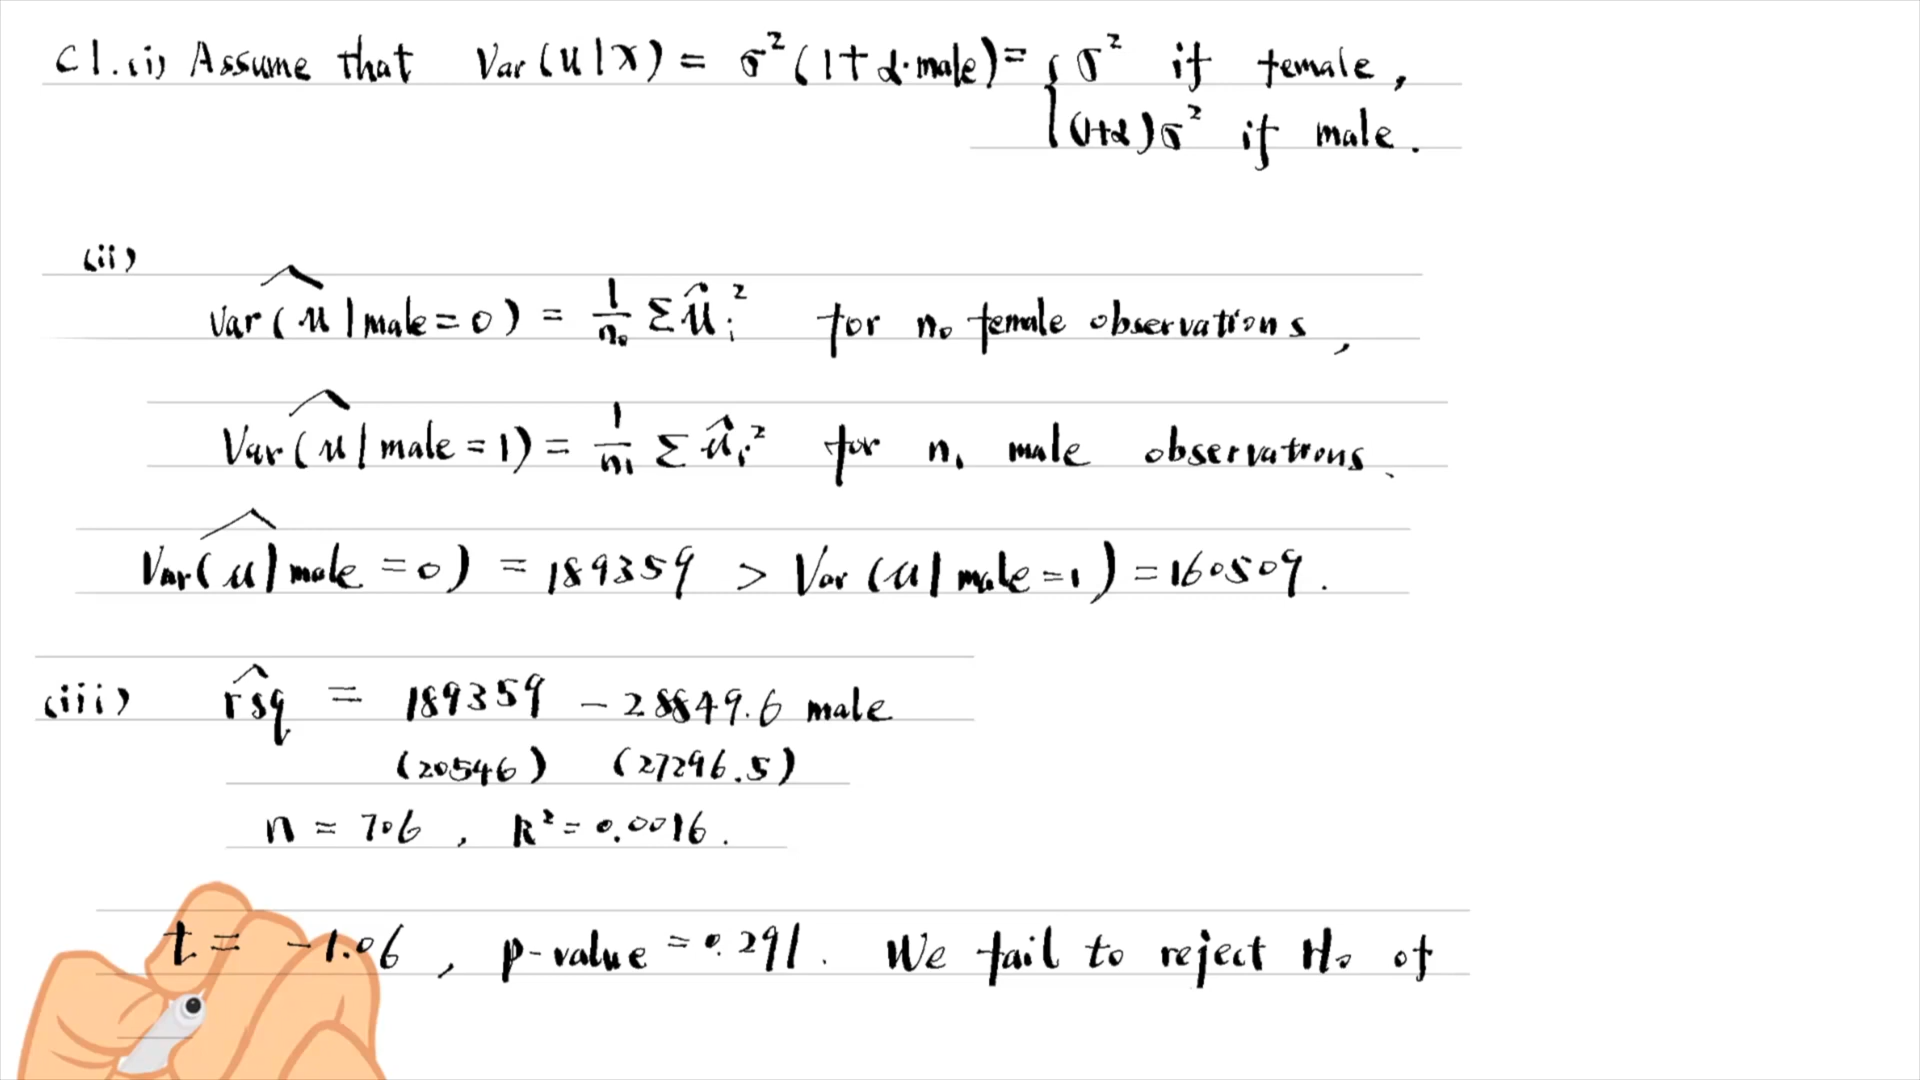 C1.(i) Assume that Var(u|x) = σ²(1+α·male) = { σ² if female,
(1+α)σ² if male.
(ii)
Var(u|male=0) = 1/n₀ Σûᵢ² for n₀ female observations,
Var(u|male=1) = 1/n₁ Σûᵢ² for n₁ male observations.
Var(u|male=0) = 189359 > Var(u|male=1) = 160509.
(iii) r̂sq = 189359 - 28849.6 male
(20546) (27296.5)
n = 706, R² = 0.0016.
t = -1.06, p-value = 0.291. We fail to reject H₀ of